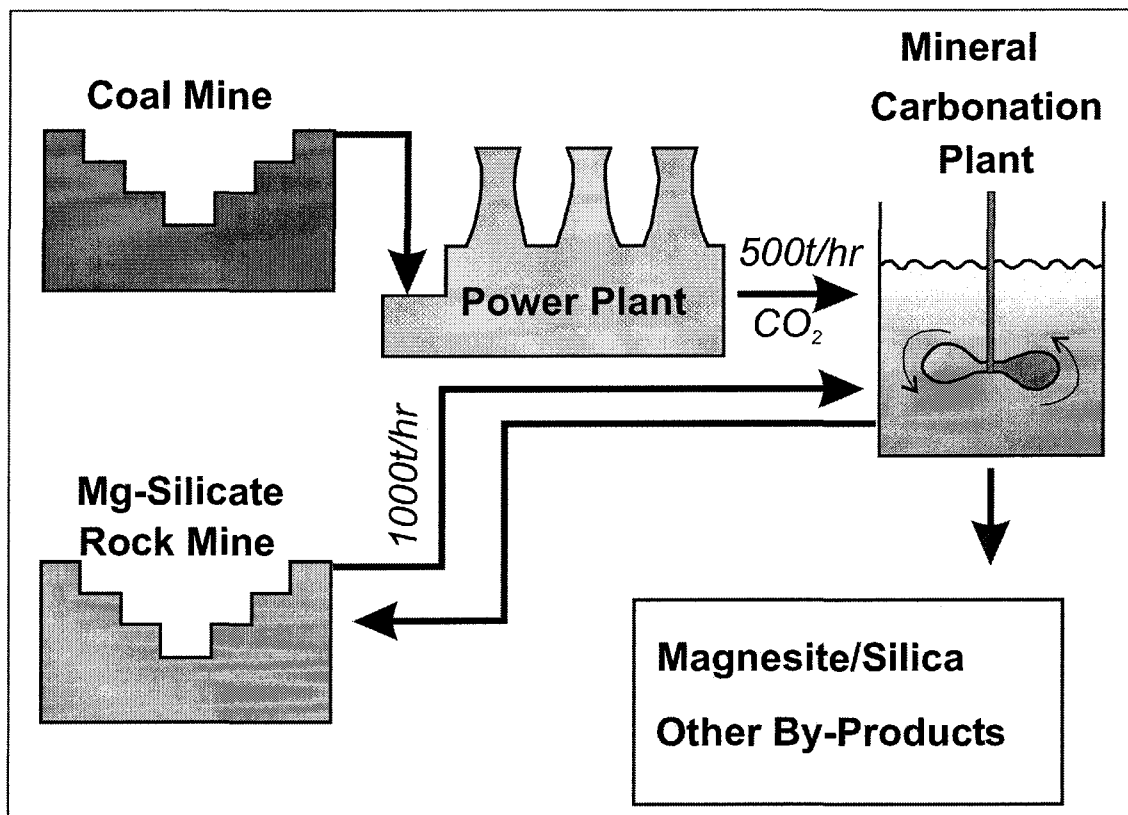 Coal Mine
Mineral
Carbonation
Plant
Power Plant
500t/hr
CO₂
1000t/hr
Mg-Silicate
Rock Mine
Magnesite/Silica
Other By-Products